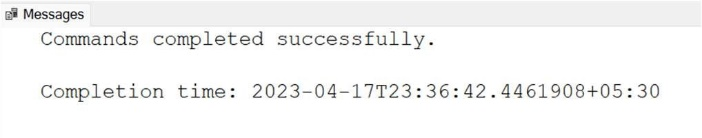 Messages
Commands completed successfully.
Completion time: 2023-04-17T23:36:42.4461908+05:30